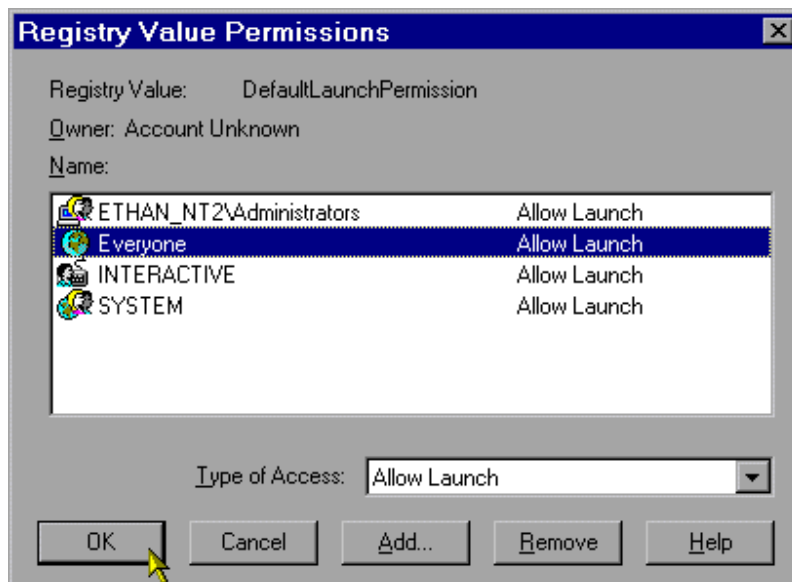 Registry Value Permissions
Registry Value: DefaultLaunchPermission
Owner: Account Unknown
Name:
ETHAN_NT2\Administrators Allow Launch
Everyone Allow Launch
INTERACTIVE Allow Launch
SYSTEM Allow Launch
Type of Access: Allow Launch
OK Cancel Add... Remove Help